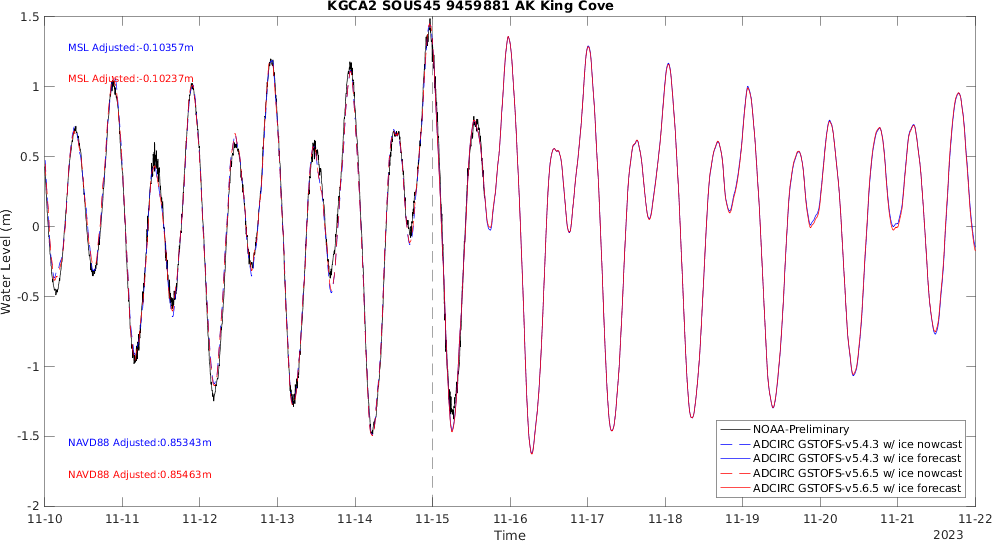 KGCA2 SOUS45 9459881 AK King Cove
1.5
1
0.5
0
-0.5
-1
-1.5
-2
Water Level (m)
MSL Adjusted:-0.10357m
MSL Adjusted:-0.10237m
NAVD88 Adjusted:0.85343m
NAVD88 Adjusted:0.85463m
NOAA-Preliminary
ADCIRC GSTOFS-v5.4.3 w/ ice nowcast
ADCIRC GSTOFS-v5.4.3 w/ ice forecast
ADCIRC GSTOFS-v5.6.5 w/ ice nowcast
ADCIRC GSTOFS-v5.6.5 w/ ice forecast
11-10 11-11 11-12 11-13 11-14 11-15 11-16 11-17 11-18 11-19 11-20 11-21 11-22
Time
2023